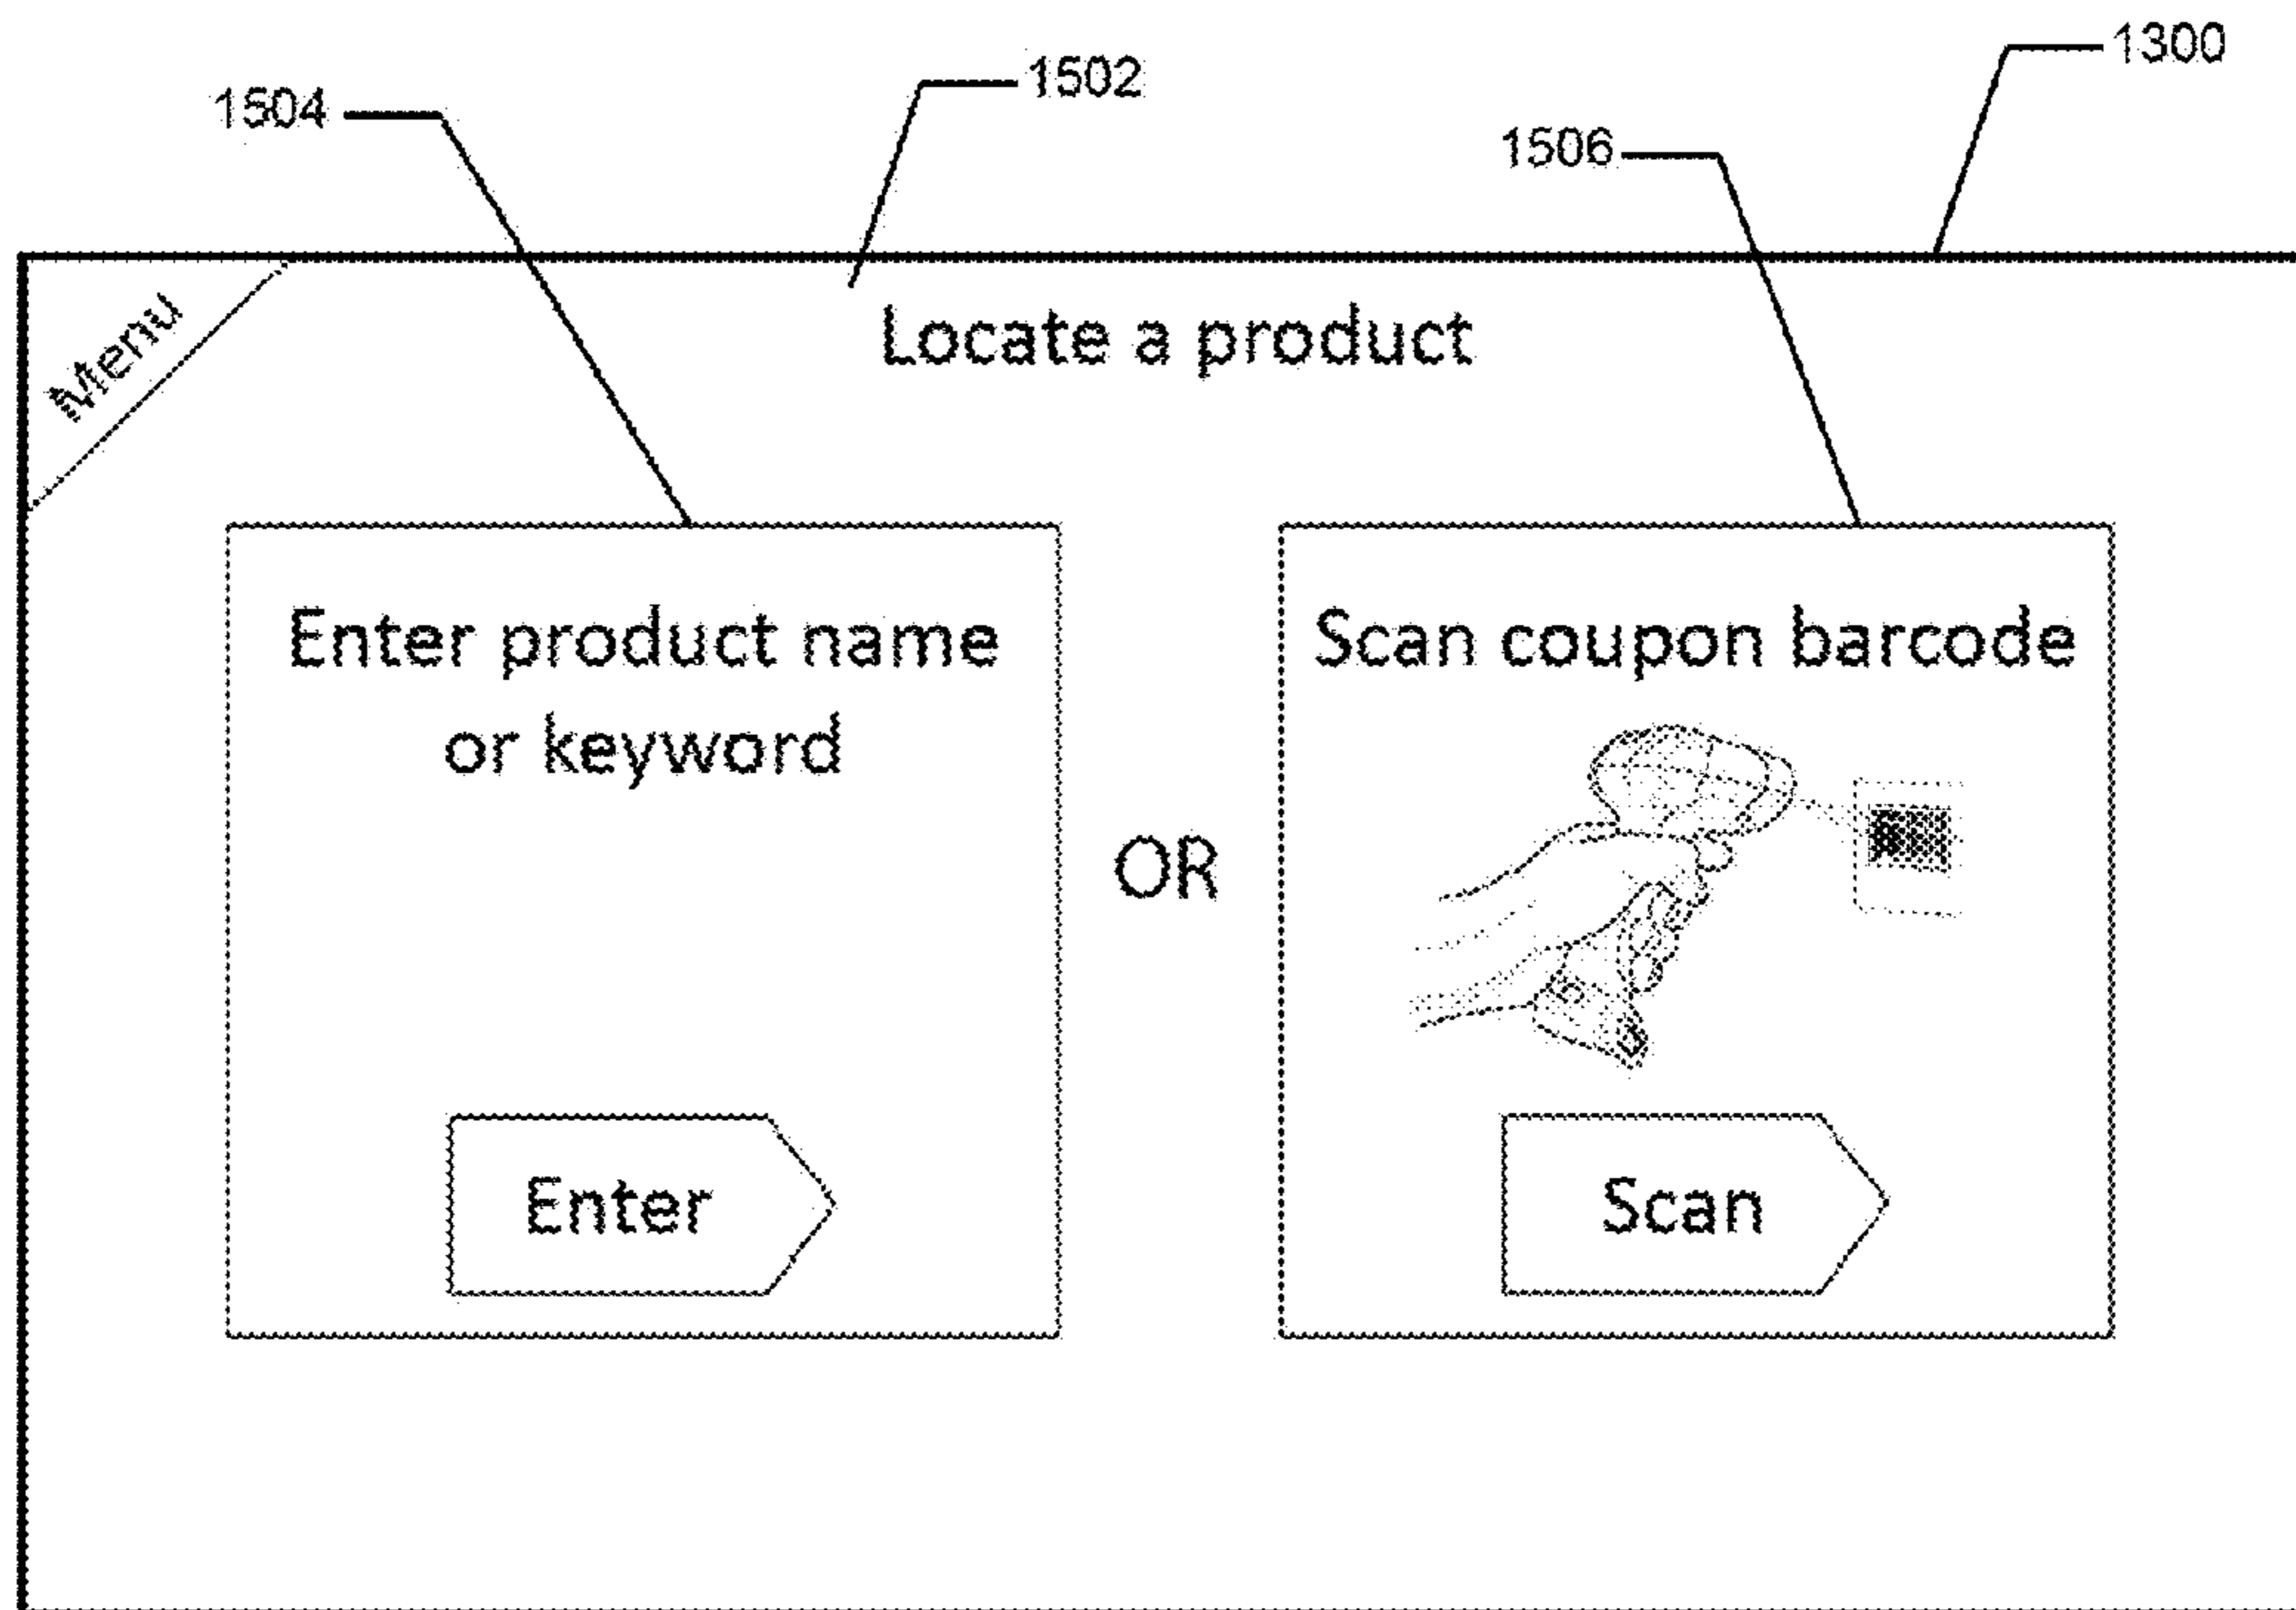 1300
1502
1504
1506
Menu
Locate a product
Enter product name
or keyword
OR
Scan coupon barcode
Enter
Scan